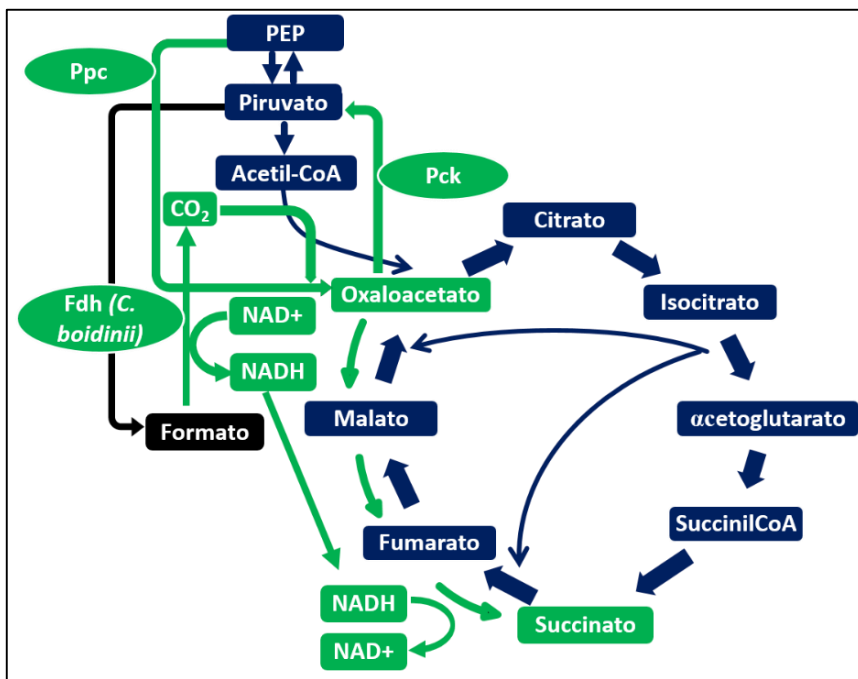 PEP
Ppc
Piruvato
Acetil-CoA
Pck
CO₂
Citrato
Oxaloacetato
Isocitrato
Fdh (C.
boidinii)
NAD+
NADH
Formato
Malato
αcetoglutarato
SuccinilCoA
Fumarato
NADH
Succinato
NAD+